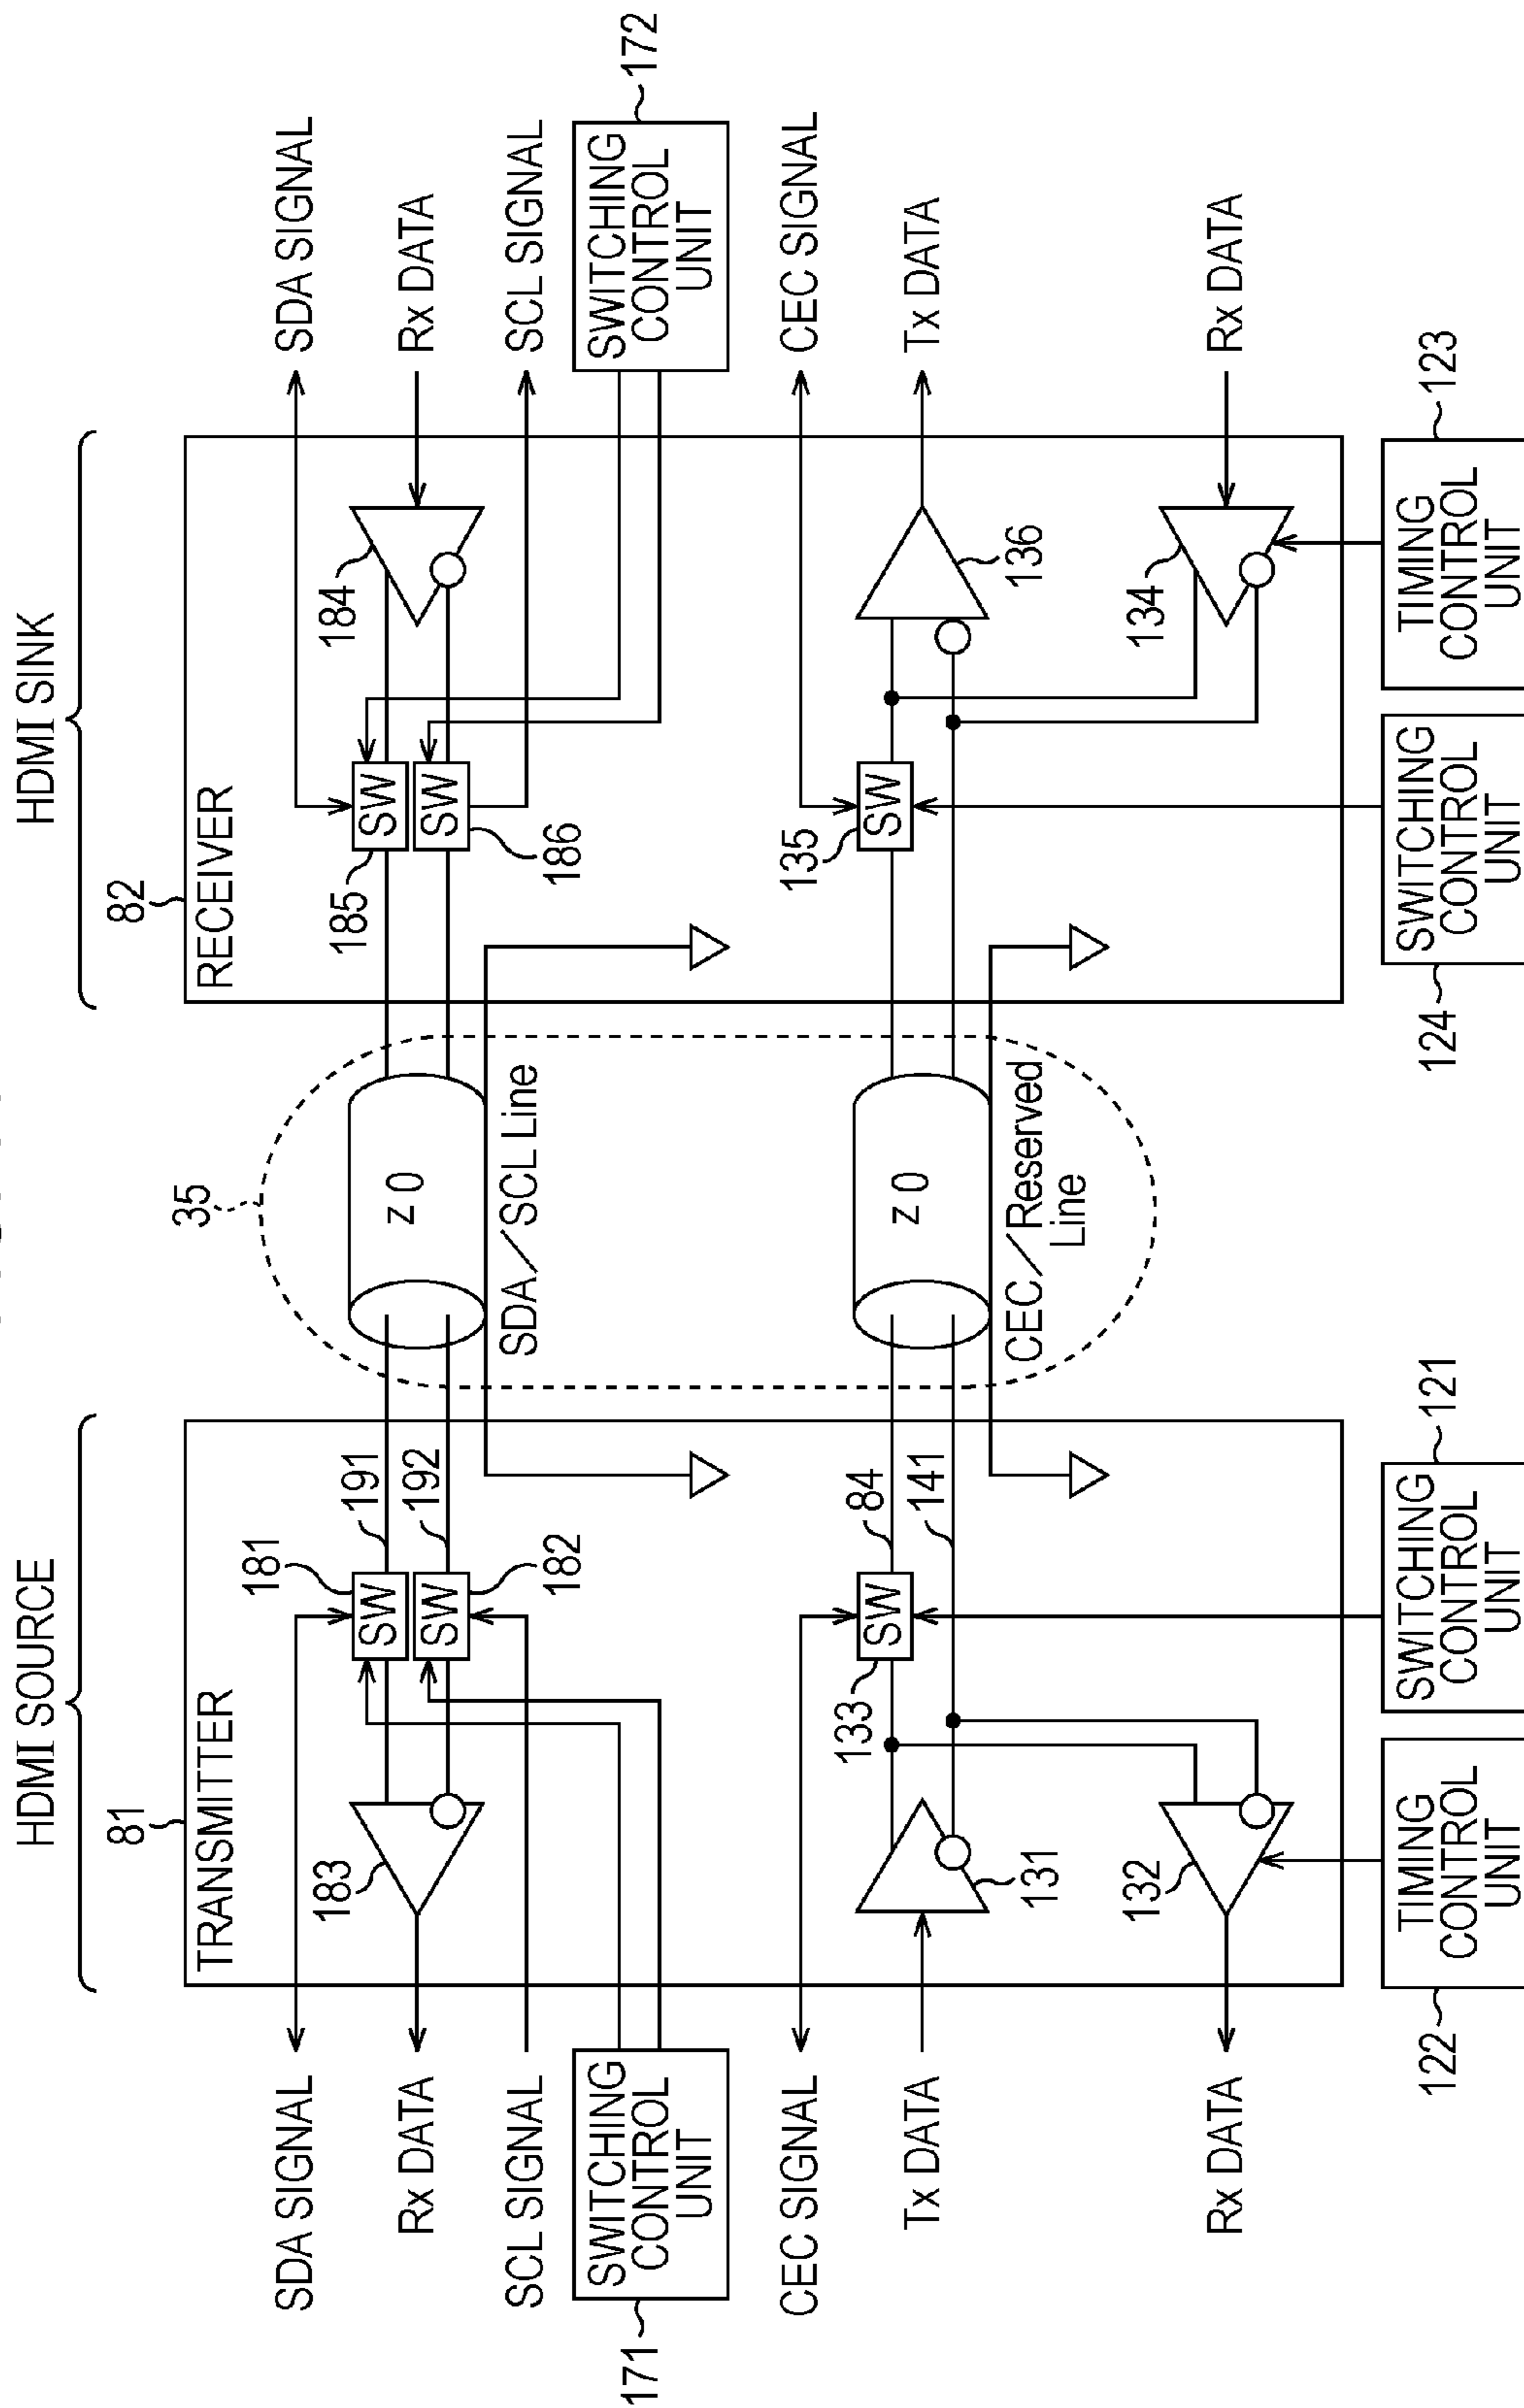 HDMI SOURCE
HDMI SINK
81
82
TRANSMITTER
RECEIVER
35
SDA SIGNAL
Rx DATA
SCL SIGNAL
SWITCHING
CONTROL
UNIT
171
CEC SIGNAL
Tx DATA
Rx DATA
181
SW
SW
182
183
191
192
133
SW
84
141
131
132
z 0
SDA/SCL Line
z 0
CEC/Reserved
Line
185
SW
SW
186
184
135
SW
136
134
SDA SIGNAL
Rx DATA
SCL SIGNAL
SWITCHING
CONTROL
UNIT
172
CEC SIGNAL
Tx DATA
Rx DATA
122
TIMING
CONTROL
UNIT
SWITCHING
CONTROL
UNIT
121
124
SWITCHING
CONTROL
UNIT
TIMING
CONTROL
UNIT
123